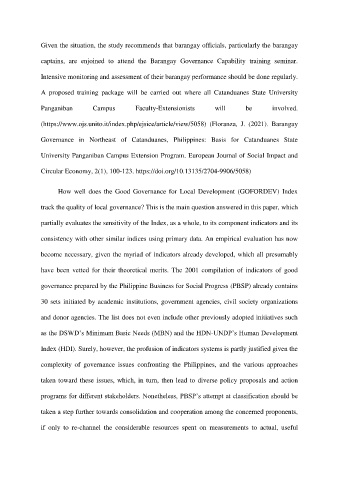 Given the situation, the study recommends that barangay officials, particularly the barangay
captains, are enjoined to attend the Barangay Governance Capability training seminar.
Intensive monitoring and assessment of their barangay performance should be done regularly.
A proposed training package will be carried out where all Catanduanes State University
Panganiban Campus Faculty-Extensionists will be involved.
(https://www.ojs.unito.it/index.php/ejsice/article/view/5058) (Floranza, J. (2021). Barangay
Governance in Northeast of Catanduanes, Philippines: Basis for Catanduanes State
University Panganiban Campus Extension Program. European Journal of Social Impact and
Circular Economy, 2(1), 100-123. https://doi.org/10.13135/2704-9906/5058)
How well does the Good Governance for Local Development (GOFORDEV) Index
track the quality of local governance? This is the main question answered in this paper, which
partially evaluates the sensitivity of the Index, as a whole, to its component indicators and its
consistency with other similar indices using primary data. An empirical evaluation has now
become necessary, given the myriad of indicators already developed, which all presumably
have been vetted for their theoretical merits. The 2001 compilation of indicators of good
governance prepared by the Philippine Business for Social Progress (PBSP) already contains
30 sets initiated by academic institutions, government agencies, civil society organizations
and donor agencies. The list does not even include other previously adopted initiatives such
as the DSWD's Minimum Basic Needs (MBN) and the HDN-UNDP's Human Development
Index (HDI). Surely, however, the profusion of indicators systems is partly justified given the
complexity of governance issues confronting the Philippines, and the various approaches
taken toward these issues, which, in turn, then lead to diverse policy proposals and action
programs for different stakeholders. Nonetheless, PBSP's attempt at classification should be
taken a step further towards consolidation and cooperation among the concerned proponents,
if only to re-channel the considerable resources spent on measurements to actual, useful